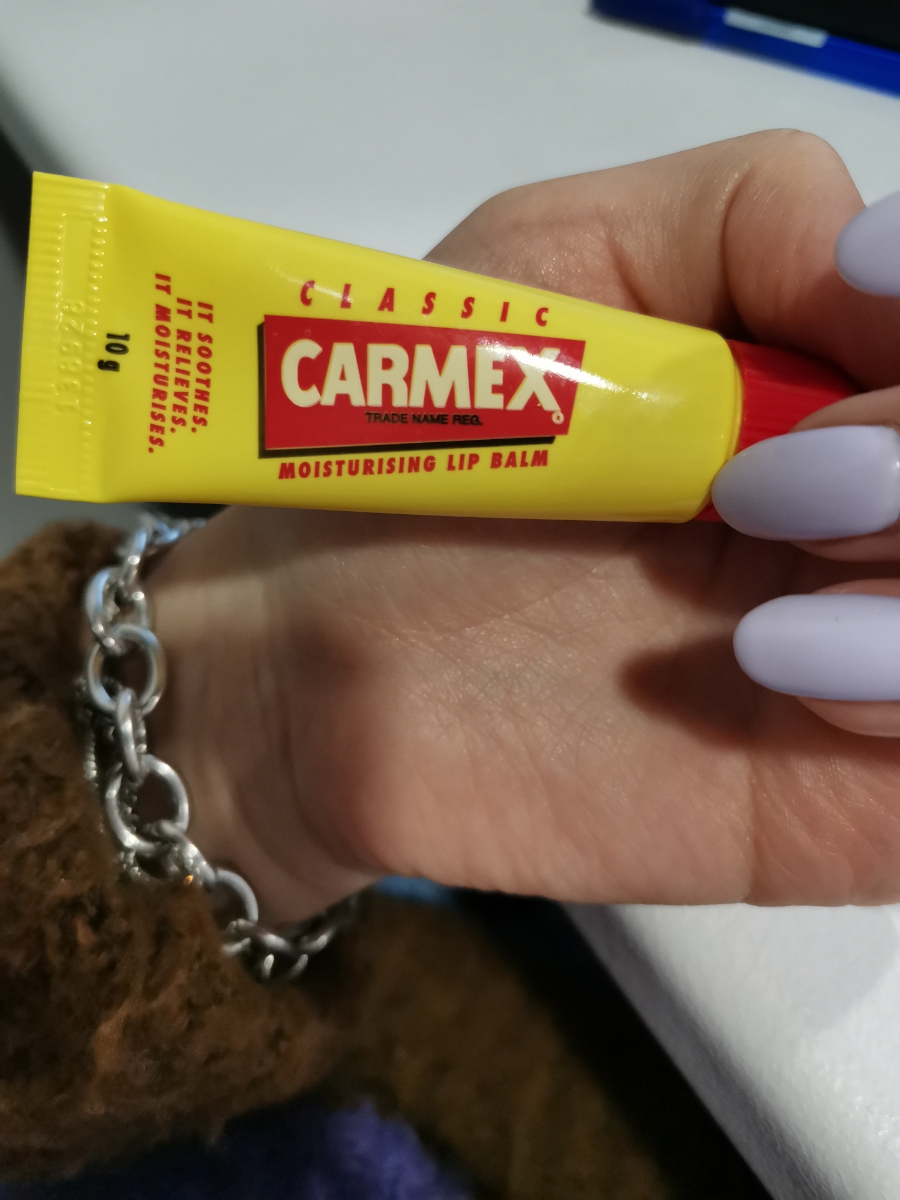 CLASSIC
CARMEX
TRADE NAME REG.
MOISTURISING LIP BALM
IT SOOTHES.
IT RELIEVES.
IT MOISTURISES.
10g